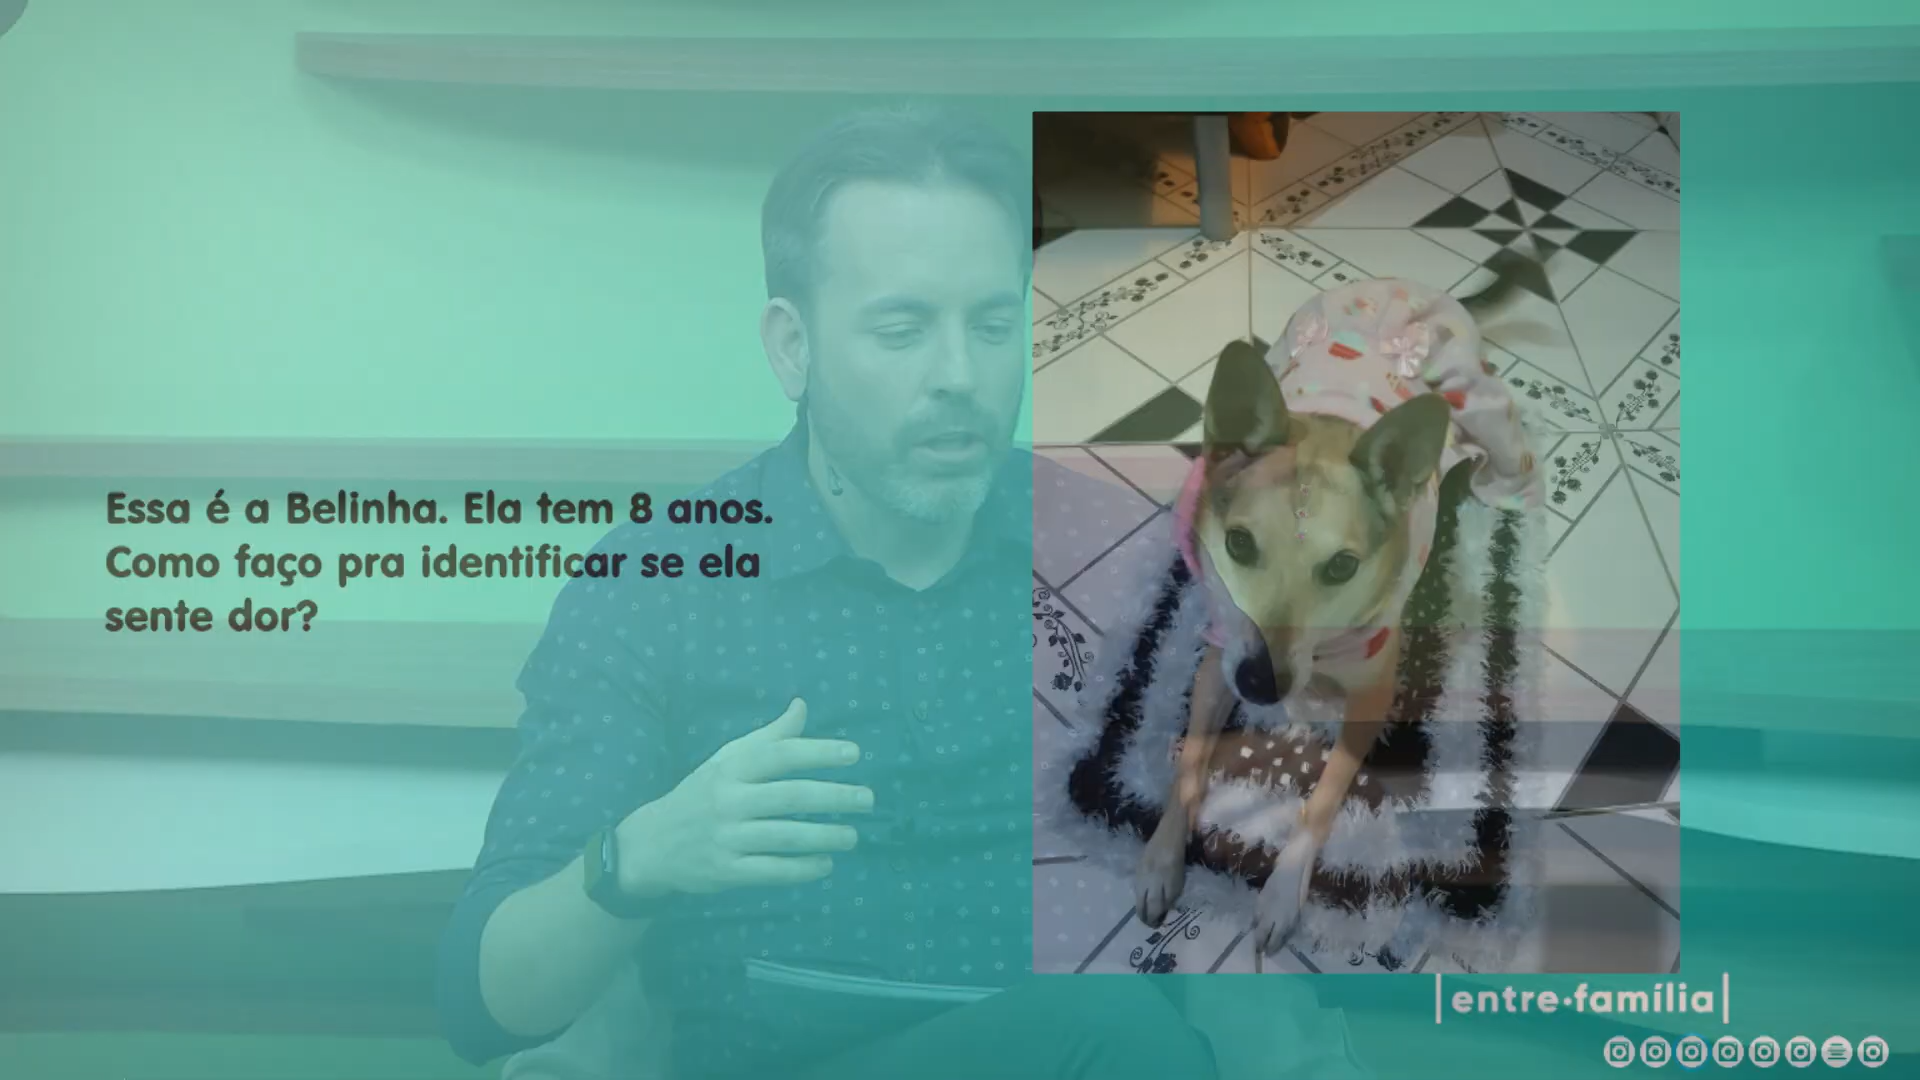 Essa é a Belinha. Ela tem 8 anos.
Como faço pra identificar se ela
sente dor?
|entre•família|